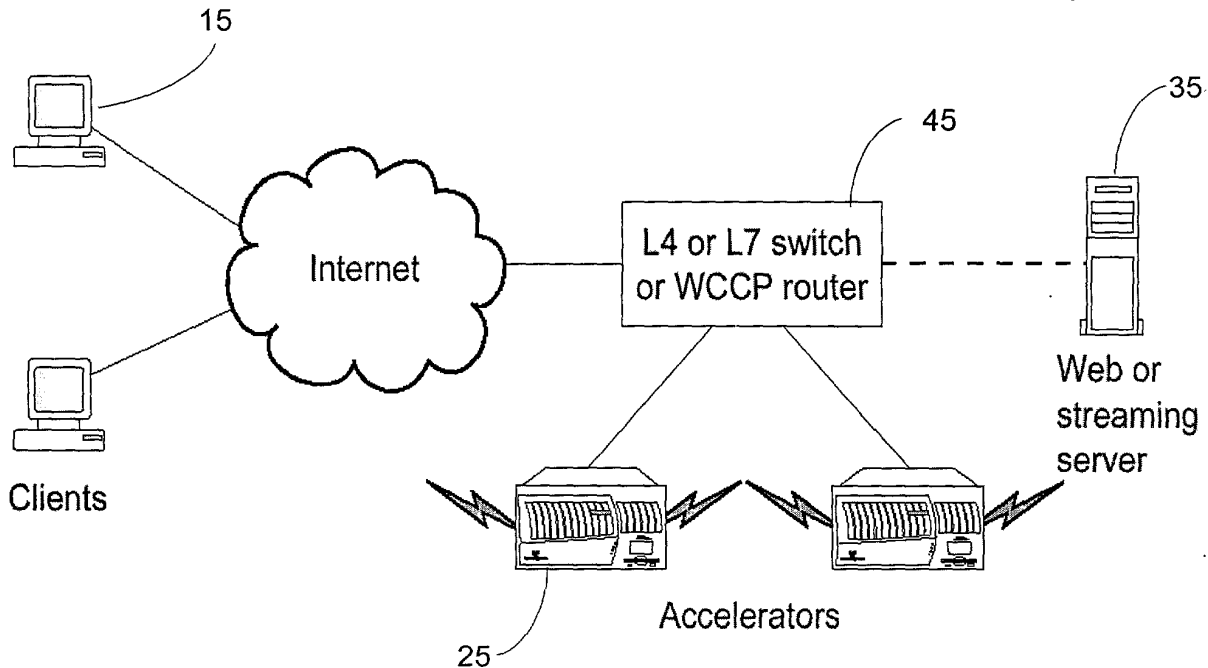 15
35
45
L4 or L7 switch
or WCCP router
Internet
Web or
streaming
server
Clients
Accelerators
25